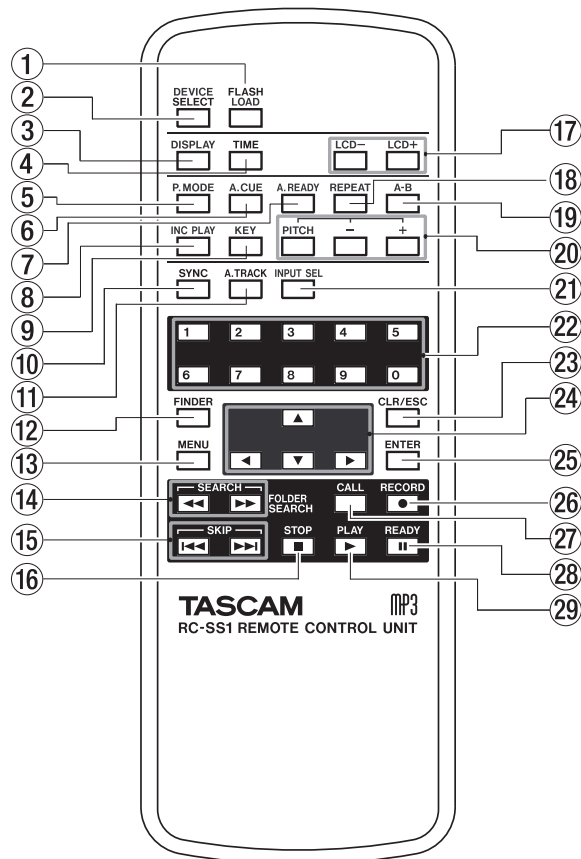 DEVICE SELECT FLASH LOAD
DISPLAY TIME LCD− LCD+
P.MODE A.CUE A.READY REPEAT A-B
INC PLAY KEY PITCH − +
SYNC A.TRACK INPUT SEL
1 2 3 4 5
6 7 8 9 0
FINDER CLR/ESC
MENU ENTER
SEARCH FOLDER SEARCH CALL RECORD
SKIP STOP PLAY READY
TASCAM MP3
RC-SS1 REMOTE CONTROL UNIT
1
2
3
4
5
6
7
8
9
10
11
12
13
14
15
16
17
18
19
20
21
22
23
24
25
26
27
28
29